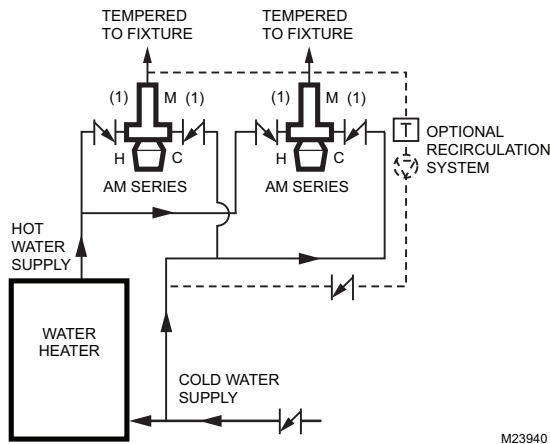 TEMPERED
TO FIXTURE
TEMPERED
TO FIXTURE
(1) M (1)
(1) M (1)
T
OPTIONAL
RECIRCULATION
SYSTEM
H C
H C
AM SERIES
AM SERIES
HOT
WATER
SUPPLY
WATER
HEATER
COLD WATER
SUPPLY
M23940